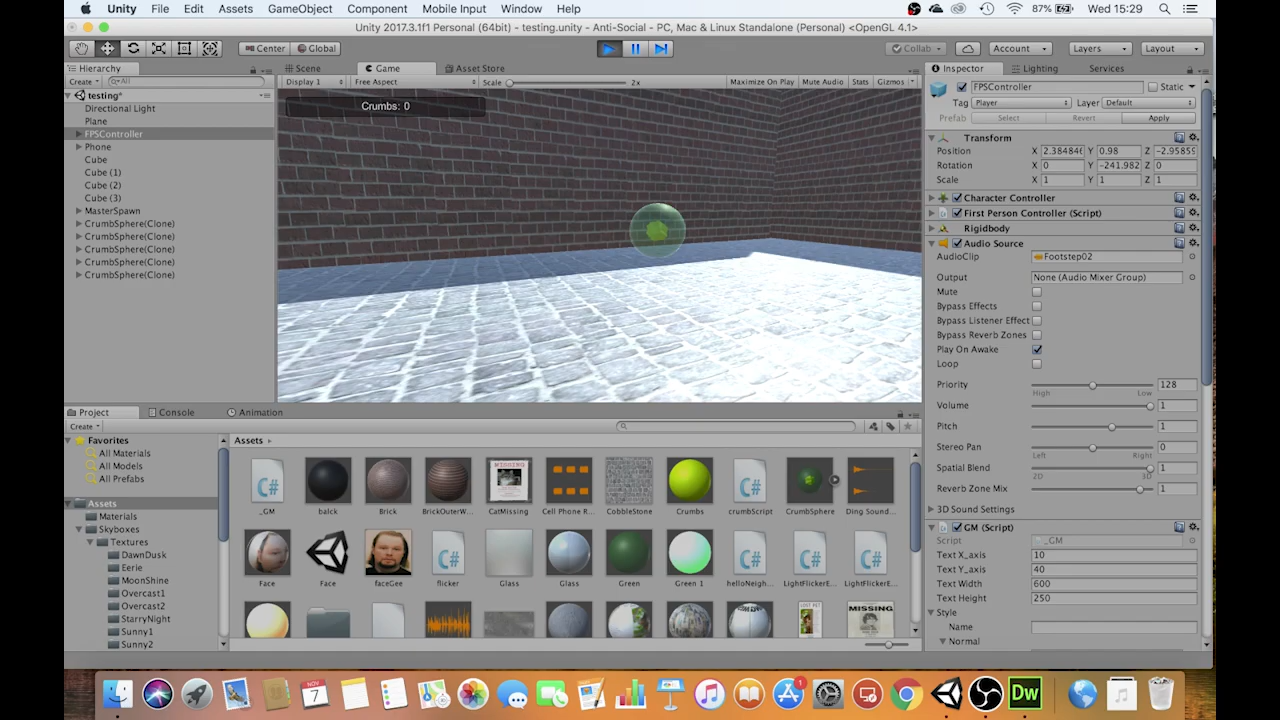 Unity File Edit Assets GameObject Component Mobile Input Window Help 87% Wed 15:29
Unity 2017.3.1f1 Personal (64bit) - testing.unity - Anti-Social - PC, Mac & Linux Standalone (Personal) <OpenGL 4.1>
Center Global Collab Account Layers Layout
Hierarchy Scene Game Asset Store Inspector Lighting Services
Create All Display 1 Free Aspect Scale 2x Maximize On Play Mute Audio Stats Gizmos FPSController Static
testing*
Directional Light
Plane
FPSController
Phone
Cube
Cube (1)
Cube (2)
Cube (3)
MasterSpawn
CrumbSphere(Clone)
CrumbSphere(Clone)
CrumbSphere(Clone)
CrumbSphere(Clone)
CrumbSphere(Clone)
Crumbs: 0
Tag Player Layer Default
Prefab Select Revert Apply
Transform
Position X 2.38484 Y 0.98 Z -2.9585
Rotation X 0 Y -241.982 Z 0
Scale X 1 Y 1 Z 1
Character Controller
First Person Controller (Script)
Rigidbody
Audio Source
AudioClip Footstep02
Output None (Audio Mixer Group)
Mute
Bypass Effects
Bypass Listener Effect
Bypass Reverb Zones
Play On Awake
Loop
Priority 128
High Low
Volume 1
Pitch 1
Stereo Pan 0
Left Right
Spatial Blend 1
2D 3D
Reverb Zone Mix 1
3D Sound Settings
GM (Script)
Script _GM
Text X_axis 10
Text Y_axis 40
Text Width 600
Text Height 250
Style
Name
Normal
Project Console Animation
Create
Favorites
All Materials
All Models
All Prefabs
Assets
Materials
Skyboxes
Textures
DawnDusk
Eerie
MoonShine
Overcast1
Overcast2
StarryNight
Sunny1
Sunny2
Assets
C# MISSING C#
_GM balck Brick BrickOuterW... CatMissing Cell Phone R... CobbleStone Crumbs crumbScript CrumbSphere Ding Sound...
C# C# C# C#
Face Face faceGee flicker Glass Glass Green Green 1 helloNeigh... LightFlickerE... LightFlickerE...
LOST PET MISSING
NOV 7 1 Dw